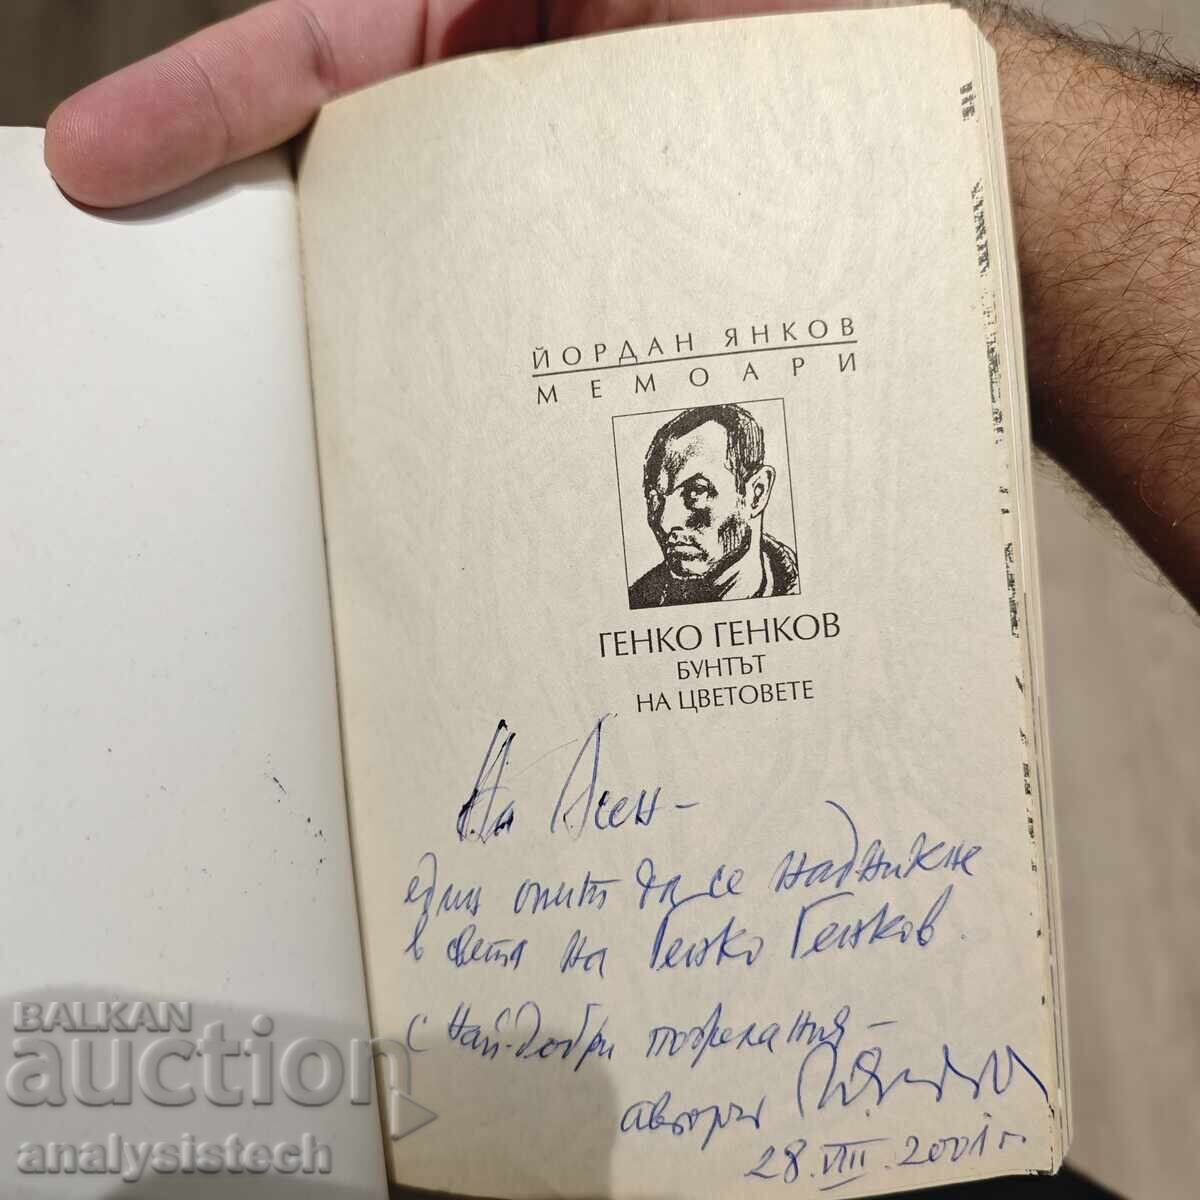 ЙОРДАН ЯНКОВ
МЕМОАРИ
ГЕНКО ГЕНКОВ
БУНТЪТ
НА ЦВЕТОВЕТЕ
На Асен -
един опит да се надникне
в света на Генко Генков.
с най-добри пожелания -
авторът
28.VIII.2001 г.
BALKAN
auction
analysistech